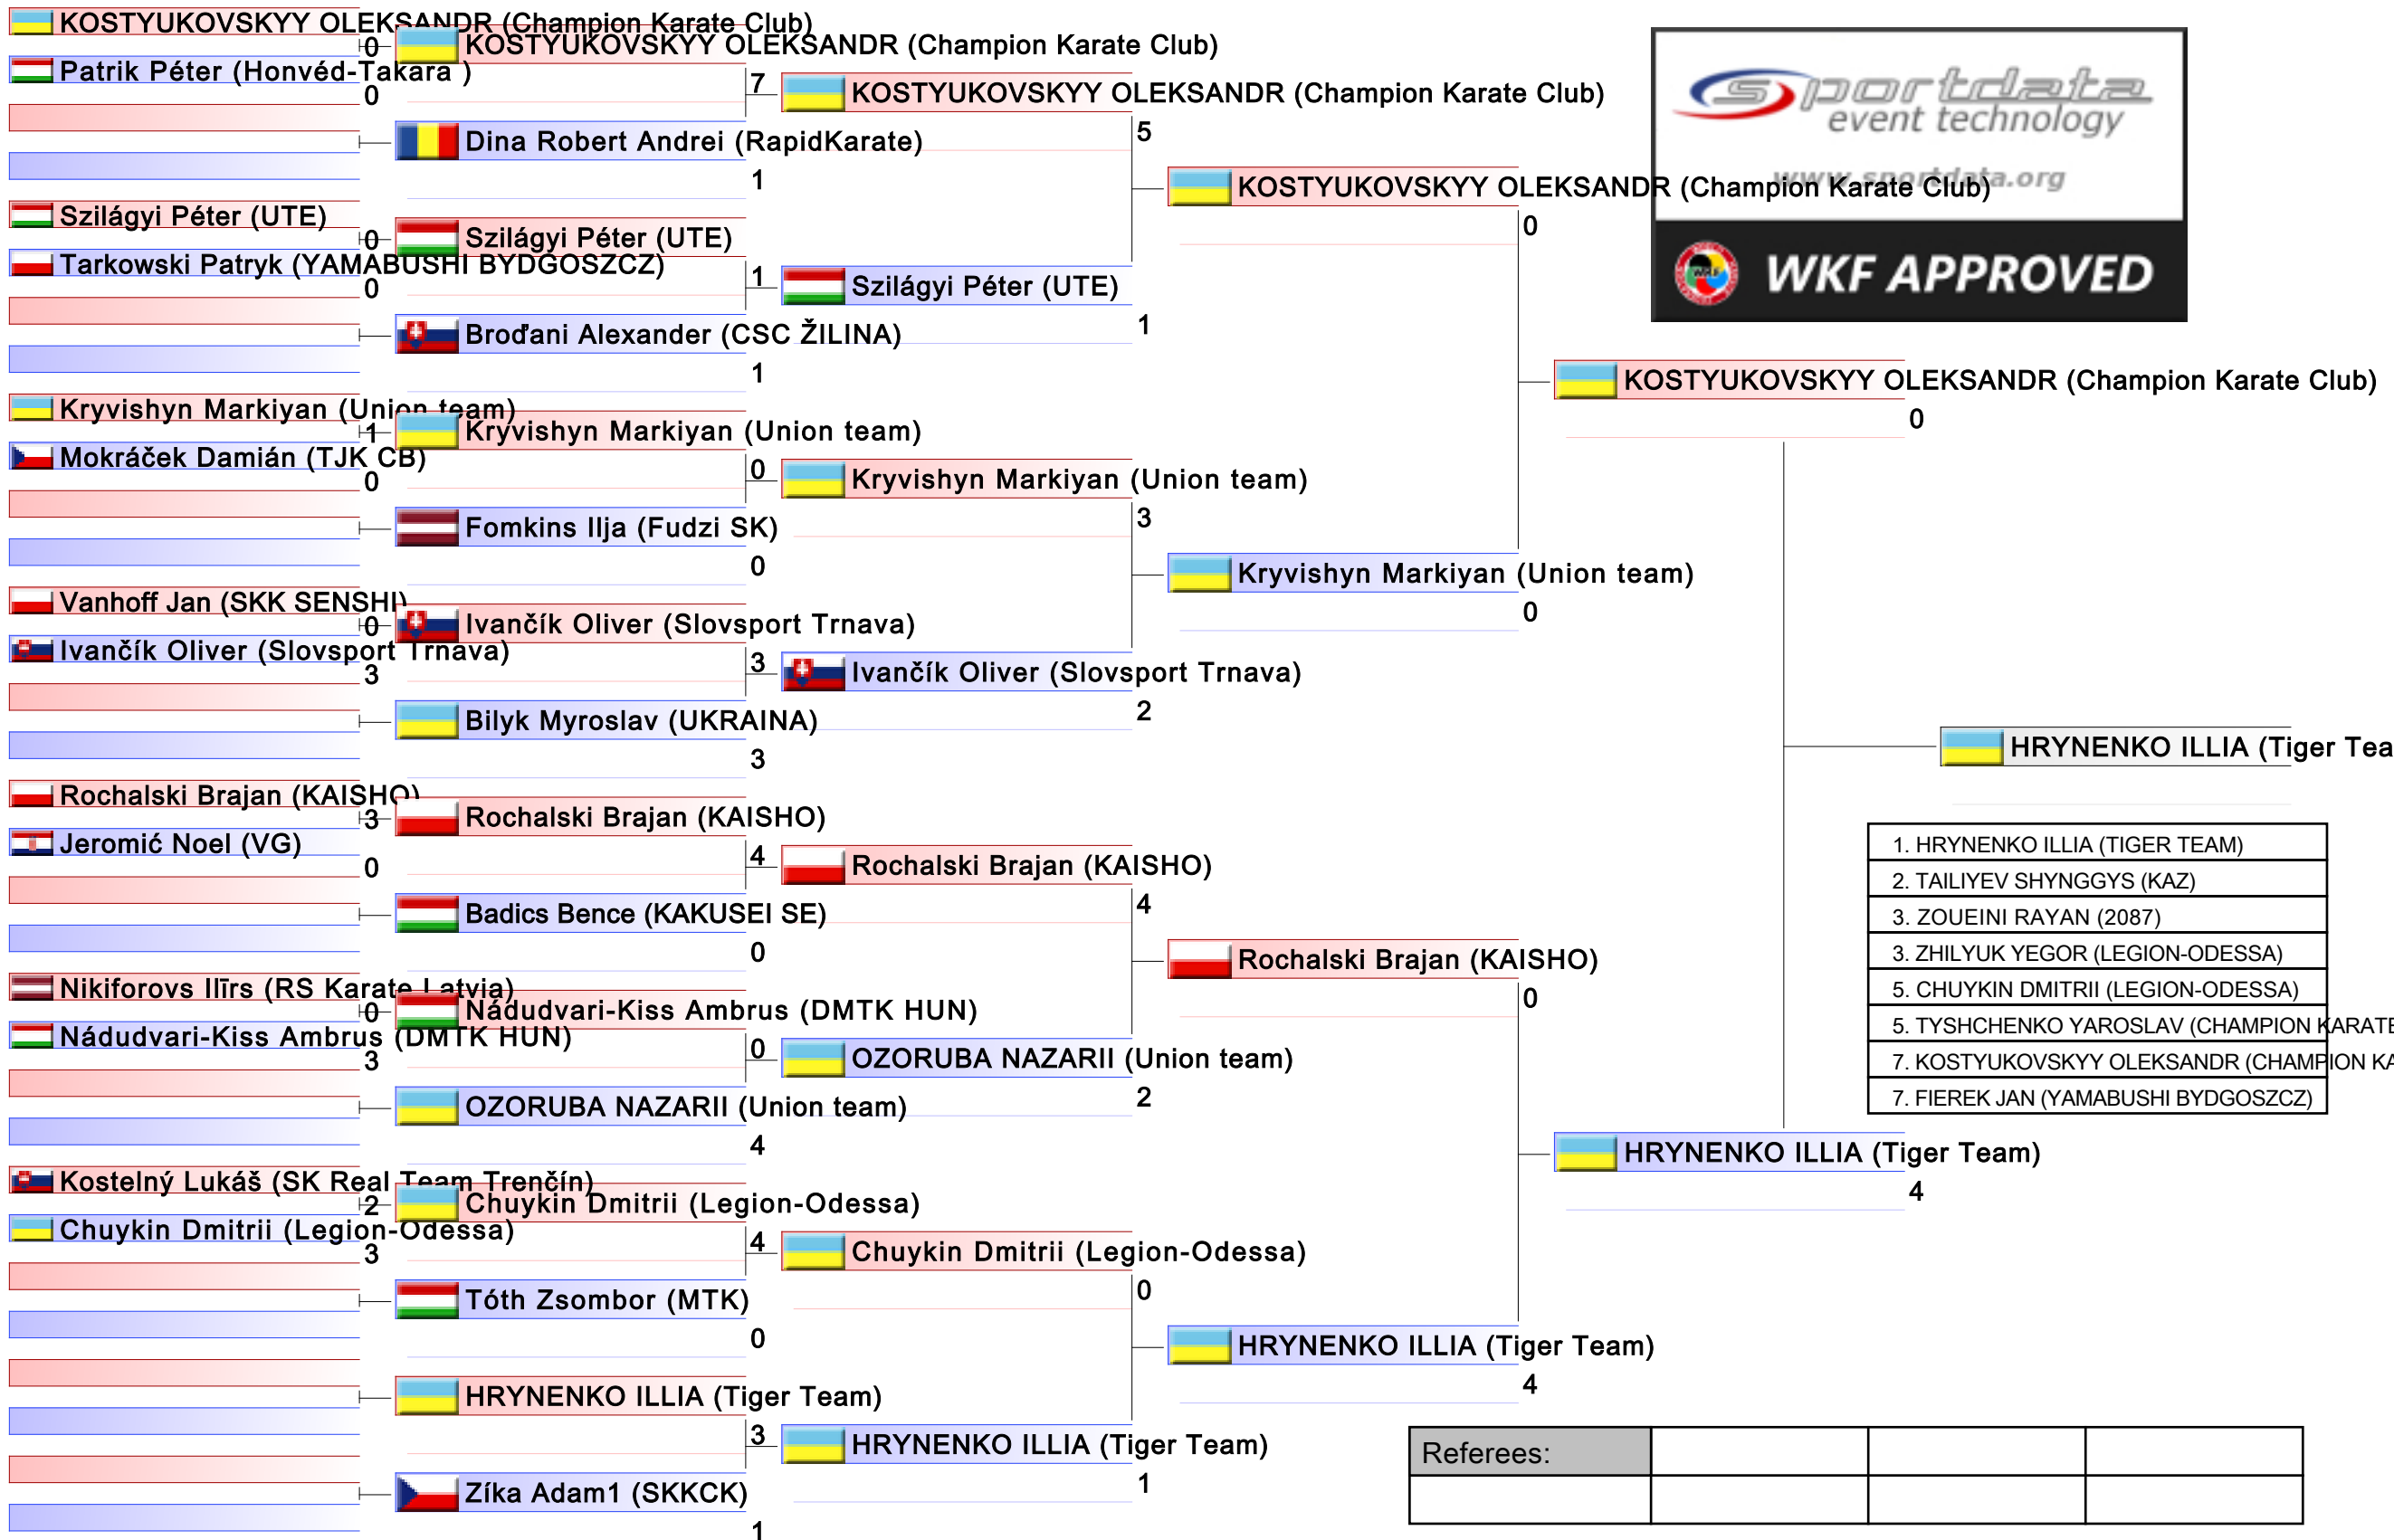 KOSTYUKOVSKYY OLEKSANDR (Champion Karate Club)
0
Patrik Péter (Honvéd-Takara )
0
Szilágyi Péter (UTE)
0
Tarkowski Patryk (YAMABUSHI BYDGOSZCZ)
0
Kryvishyn Markiyan (Union team)
1
Mokráček Damián (TJK CB)
0
Vanhoff Jan (SKK SENSHI)
0
Ivančík Oliver (Slovsport Trnava)
3
Rochalski Brajan (KAISHO)
3
Jeromić Noel (VG)
0
Nikiforovs Ilīrs (RS Karate Latvia)
0
Nádudvari-Kiss Ambrus (DMTK HUN)
3
Kostelný Lukáš (SK Real Team Trenčín)
2
Chuykin Dmitrii (Legion-Odessa)
3
KOSTYUKOVSKYY OLEKSANDR (Champion Karate Club)
7
Dina Robert Andrei (RapidKarate)
1
Szilágyi Péter (UTE)
1
Broďani Alexander (CSC ŽILINA)
1
Kryvishyn Markiyan (Union team)
0
Fomkins Ilja (Fudzi SK)
0
Ivančík Oliver (Slovsport Trnava)
3
Bilyk Myroslav (UKRAINA)
3
Rochalski Brajan (KAISHO)
4
Badics Bence (KAKUSEI SE)
0
Nádudvari-Kiss Ambrus (DMTK HUN)
0
OZORUBA NAZARII (Union team)
4
Chuykin Dmitrii (Legion-Odessa)
4
Tóth Zsombor (MTK)
0
HRYNENKO ILLIA (Tiger Team)
3
Zíka Adam1 (SKKCK)
1
KOSTYUKOVSKYY OLEKSANDR (Champion Karate Club)
5
Szilágyi Péter (UTE)
1
Kryvishyn Markiyan (Union team)
3
Ivančík Oliver (Slovsport Trnava)
2
Rochalski Brajan (KAISHO)
4
OZORUBA NAZARII (Union team)
2
Chuykin Dmitrii (Legion-Odessa)
0
HRYNENKO ILLIA (Tiger Team)
1
KOSTYUKOVSKYY OLEKSANDR (Champion Karate Club)
0
Kryvishyn Markiyan (Union team)
0
Rochalski Brajan (KAISHO)
0
HRYNENKO ILLIA (Tiger Team)
4
KOSTYUKOVSKYY OLEKSANDR (Champion Karate Club)
0
HRYNENKO ILLIA (Tiger Team)
4
HRYNENKO ILLIA (Tiger Tea
sportdata
event technology
www.sportdata.org
WKF
WKF APPROVED
1. HRYNENKO ILLIA (TIGER TEAM)
2. TAILIYEV SHYNGGYS (KAZ)
3. ZOUEINI RAYAN (2087)
3. ZHILYUK YEGOR (LEGION-ODESSA)
5. CHUYKIN DMITRII (LEGION-ODESSA)
5. TYSHCHENKO YAROSLAV (CHAMPION KARATE
7. KOSTYUKOVSKYY OLEKSANDR (CHAMPION KA
7. FIEREK JAN (YAMABUSHI BYDGOSZCZ)
Referees: